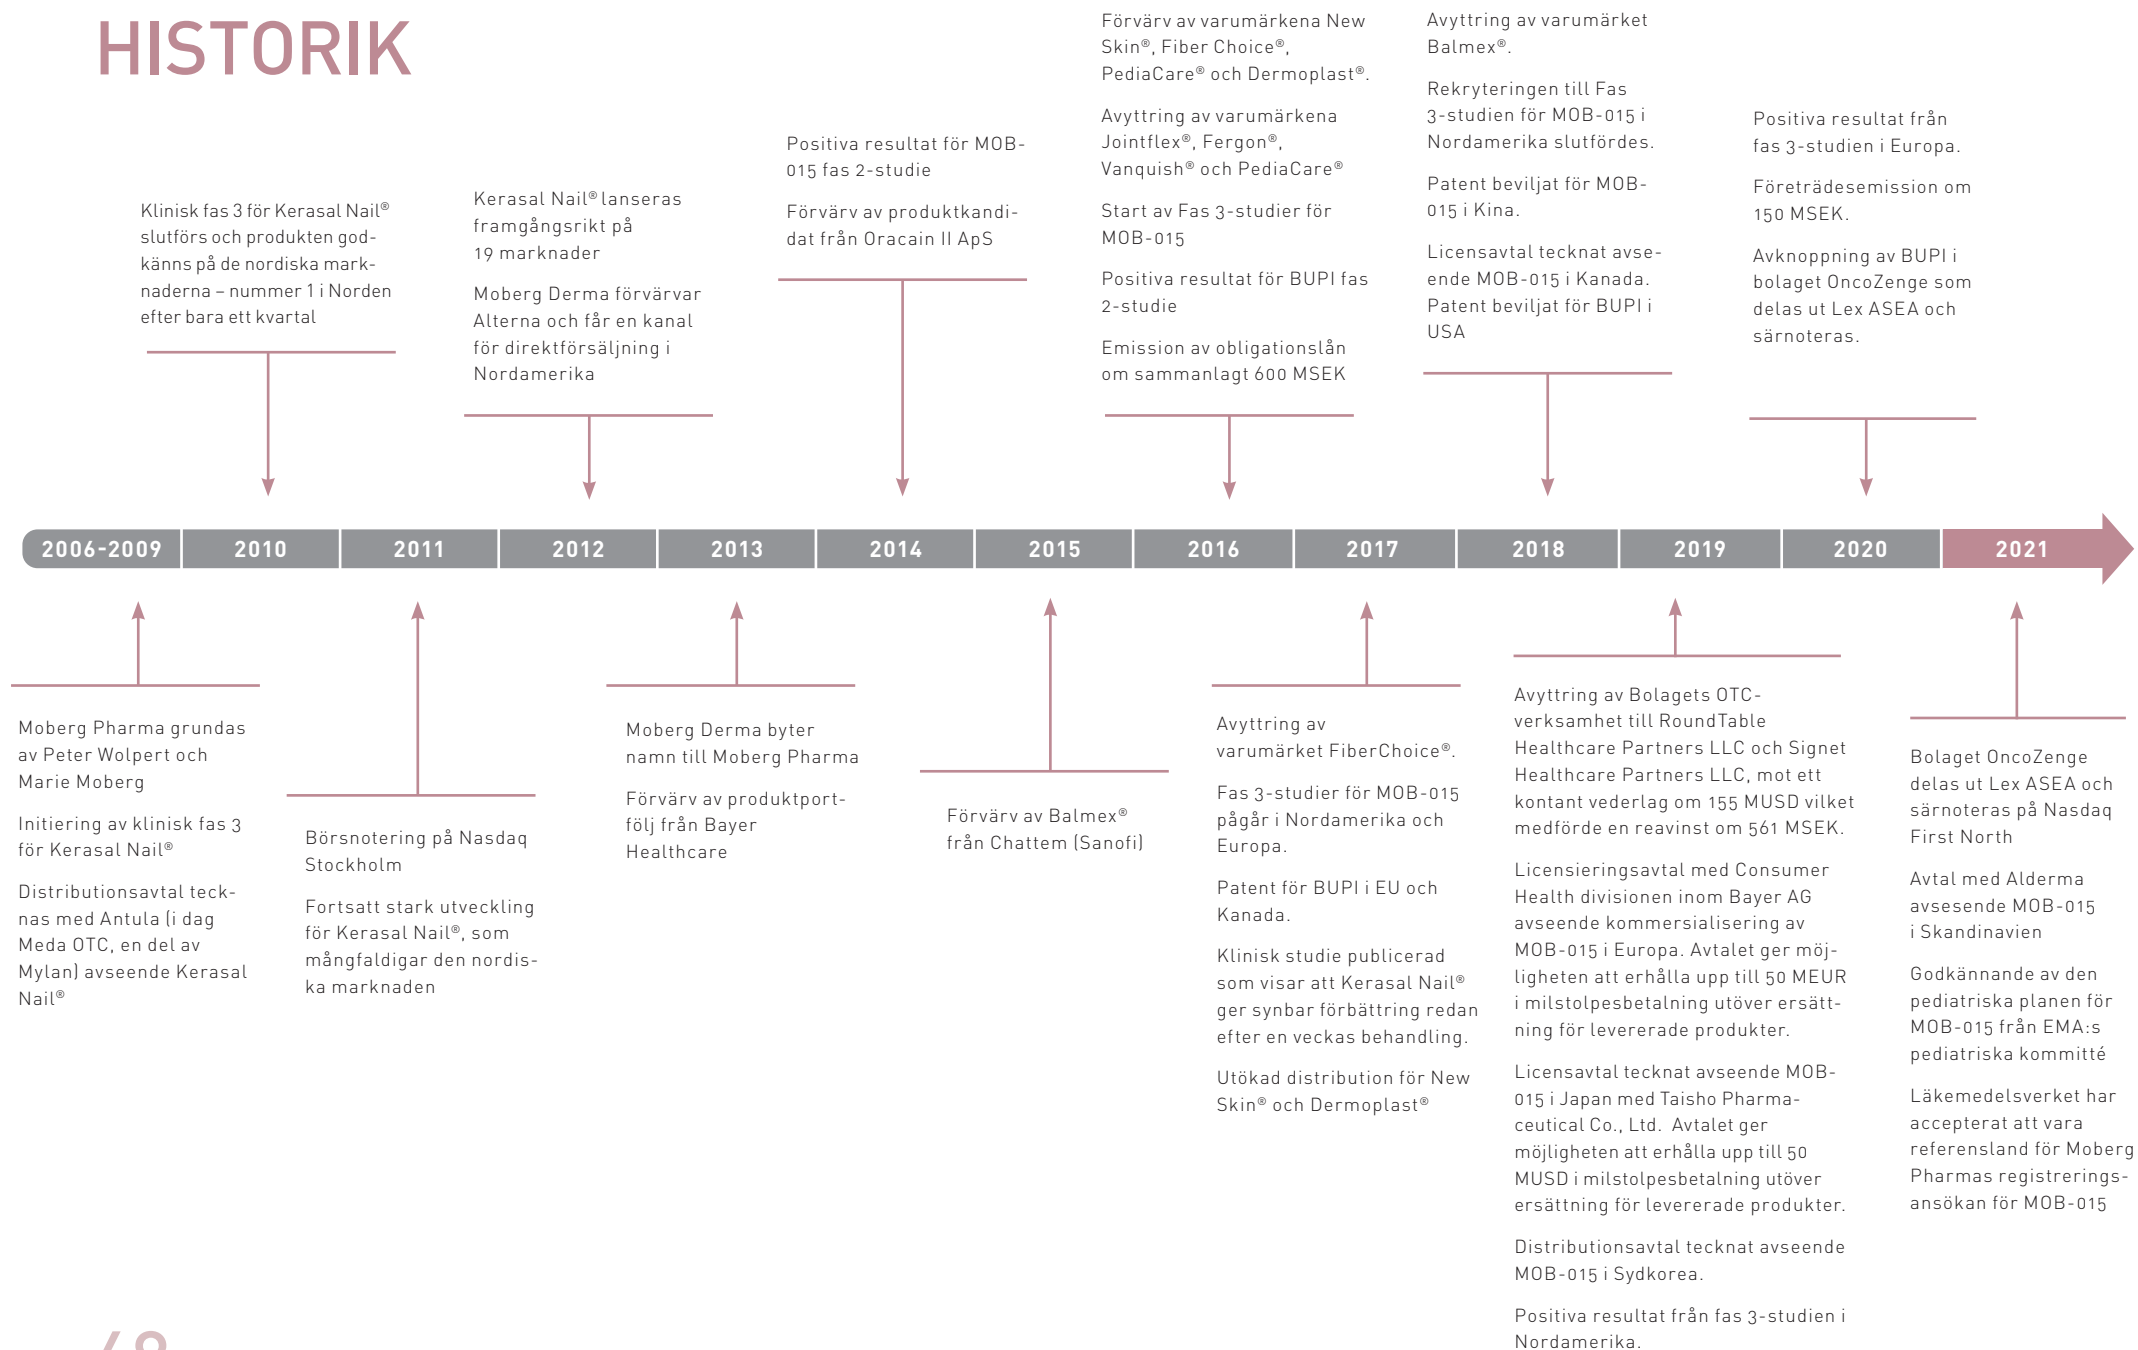 HISTORIK
Klinisk fas 3 för Kerasal Nail®
slutförs och produkten god-
känns på de nordiska mark-
naderna – nummer 1 i Norden
efter bara ett kvartal
Kerasal Nail® lanseras
framgångsrikt på
19 marknader
Moberg Derma förvärvar
Alterna och får en kanal
för direktförsäljning i
Nordamerika
Positiva resultat för MOB-
015 fas 2-studie
Förvärv av produktkandi-
dat från Oracain II ApS
Förvärv av varumärkena New
Skin®, Fiber Choice®,
PediaCare® och Dermoplast®.
Avyttring av varumärkena
Jointflex®, Fergon®,
Vanquish® och PediaCare®
Start av Fas 3-studier för
MOB-015
Positiva resultat för BUPI fas
2-studie
Emission av obligationslån
om sammanlagt 600 MSEK
Avyttring av varumärket
Balmex®.
Rekryteringen till Fas
3-studien för MOB-015 i
Nordamerika slutfördes.
Patent beviljat för MOB-
015 i Kina.
Licensavtal tecknat avse-
ende MOB-015 i Kanada.
Patent beviljat för BUPI i
USA
Positiva resultat från
fas 3-studien i Europa.
Företrädesemission om
150 MSEK.
Avknoppning av BUPI i
bolaget OncoZenge som
delas ut Lex ASEA och
särnoteras.
2006-2009
2010
2011
2012
2013
2014
2015
2016
2017
2018
2019
2020
2021
Moberg Pharma grundas
av Peter Wolpert och
Marie Moberg
Initiering av klinisk fas 3
för Kerasal Nail®
Distributionsavtal teck-
nas med Antula (i dag
Meda OTC, en del av
Mylan) avseende Kerasal
Nail®
Börsnotering på Nasdaq
Stockholm
Fortsatt stark utveckling
för Kerasal Nail®, som
mångfaldigar den nordis-
ka marknaden
Moberg Derma byter
namn till Moberg Pharma
Förvärv av produktport-
följ från Bayer
Healthcare
Förvärv av Balmex®
från Chattem (Sanofi)
Avyttring av
varumärket FiberChoice®.
Fas 3-studier för MOB-015
pågår i Nordamerika och
Europa.
Patent för BUPI i EU och
Kanada.
Klinisk studie publicerad
som visar att Kerasal Nail®
ger synbar förbättring redan
efter en veckas behandling.
Utökad distribution för New
Skin® och Dermoplast®
Avyttring av Bolagets OTC-
verksamhet till RoundTable
Healthcare Partners LLC och Signet
Healthcare Partners LLC, mot ett
kontant vederlag om 155 MUSD vilket
medförde en reavinst om 561 MSEK.
Licensieringsavtal med Consumer
Health divisionen inom Bayer AG
avseende kommersialisering av
MOB-015 i Europa. Avtalet ger möj-
ligheten att erhålla upp till 50 MEUR
i milstolpesbetalning utöver ersätt-
ning för levererade produkter.
Licensavtal tecknat avseende MOB-
015 i Japan med Taisho Pharma-
ceutical Co., Ltd.  Avtalet ger
möjligheten att erhålla upp till 50
MUSD i milstolpesbetalning utöver
ersättning för levererade produkter.
Distributionsavtal tecknat avseende
MOB-015 i Sydkorea.
Positiva resultat från fas 3-studien i
Nordamerika.
Bolaget OncoZenge
delas ut Lex ASEA och
särnoteras på Nasdaq
First North
Avtal med Alderma
avsesende MOB-015
i Skandinavien
Godkännande av den
pediatriska planen för
MOB-015 från EMA:s
pediatriska kommitté
Läkemedelsverket har
accepterat att vara
referensland för Moberg
Pharmas registrerings-
ansökan för MOB-015